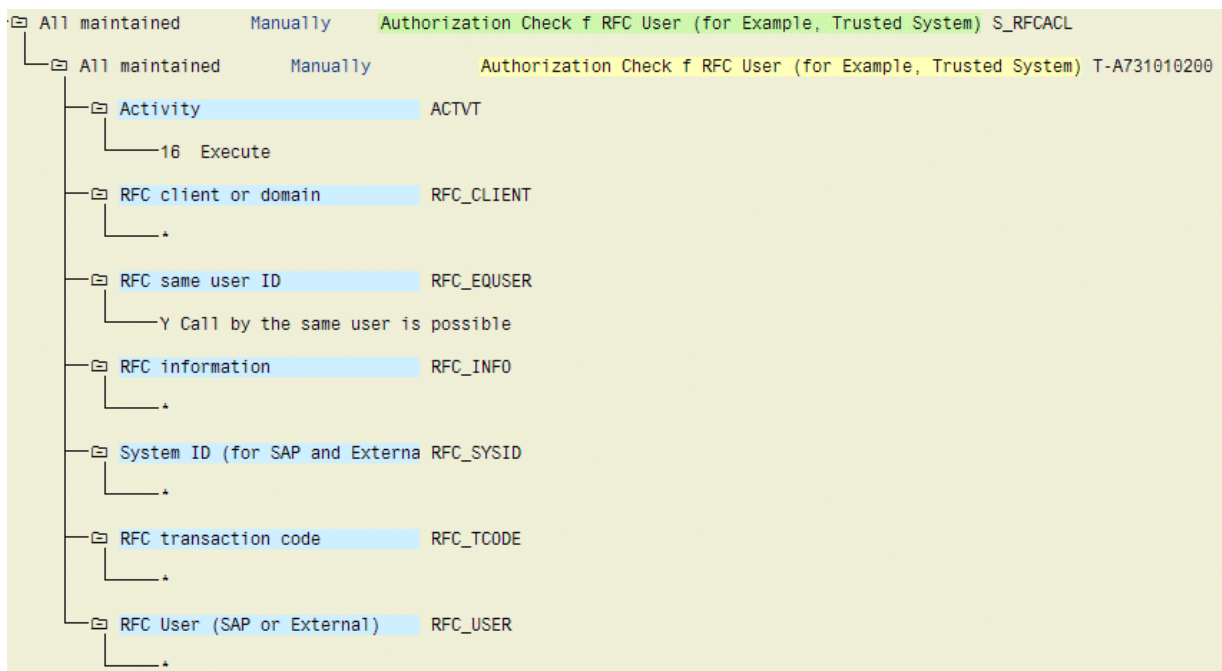 All maintained Manually Authorization Check f RFC User (for Example, Trusted System) S_RFCACL
All maintained Manually Authorization Check f RFC User (for Example, Trusted System) T-A731010200
Activity ACTVT
16 Execute
RFC client or domain RFC_CLIENT
*
RFC same user ID RFC_EQUSER
Y Call by the same user is possible
RFC information RFC_INFO
*
System ID (for SAP and Externa RFC_SYSID
*
RFC transaction code RFC_TCODE
*
RFC User (SAP or External) RFC_USER
*